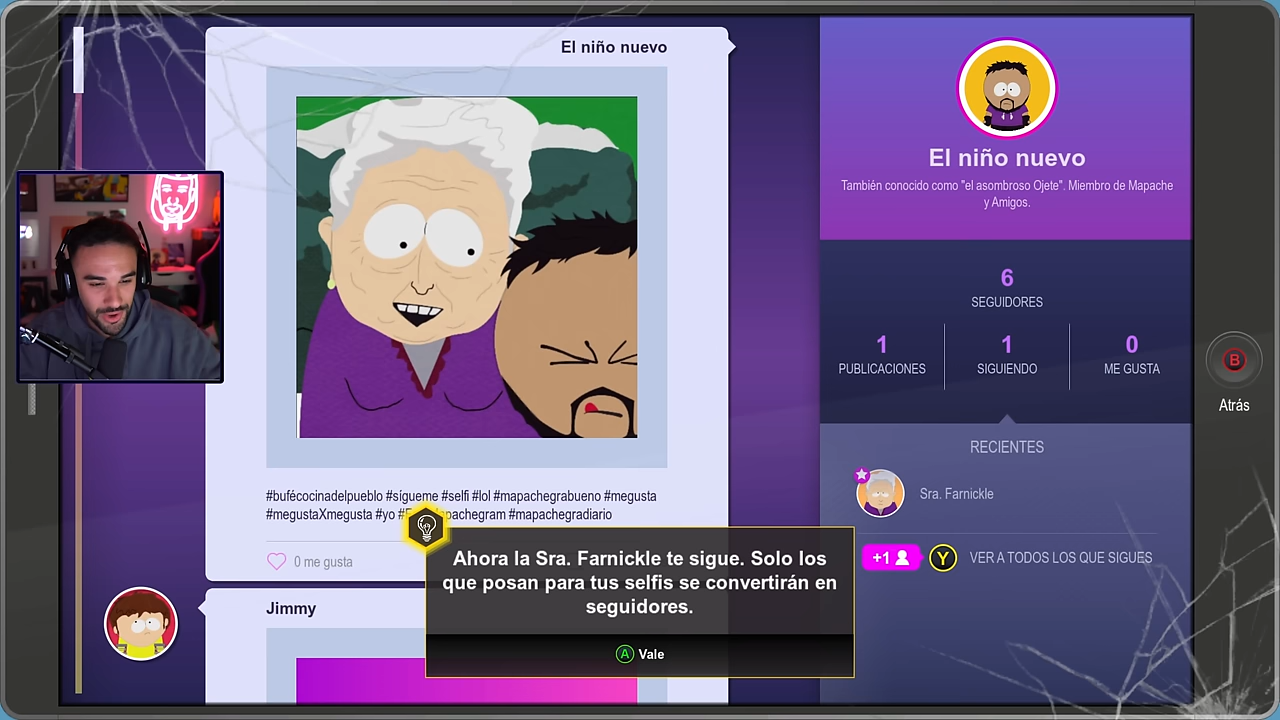 El niño nuevo
#bufécocinadelpueblo #sígueme #selfi #lol #mapachegrabueno #megusta
#megustaXmegusta #yo #mapachegram #mapachegradiario
0 me gusta
Jimmy
El niño nuevo
También conocido como "el asombroso Ojete". Miembro de Mapache
y Amigos.
6
SEGUIDORES
1
PUBLICACIONES
1
SIGUIENDO
0
ME GUSTA
RECIENTES
Sra. Farnickle
+1
Y
VER A TODOS LOS QUE SIGUES
Ahora la Sra. Farnickle te sigue. Solo los
que posan para tus selfis se convertirán en
seguidores.
A Vale
B
Atrás